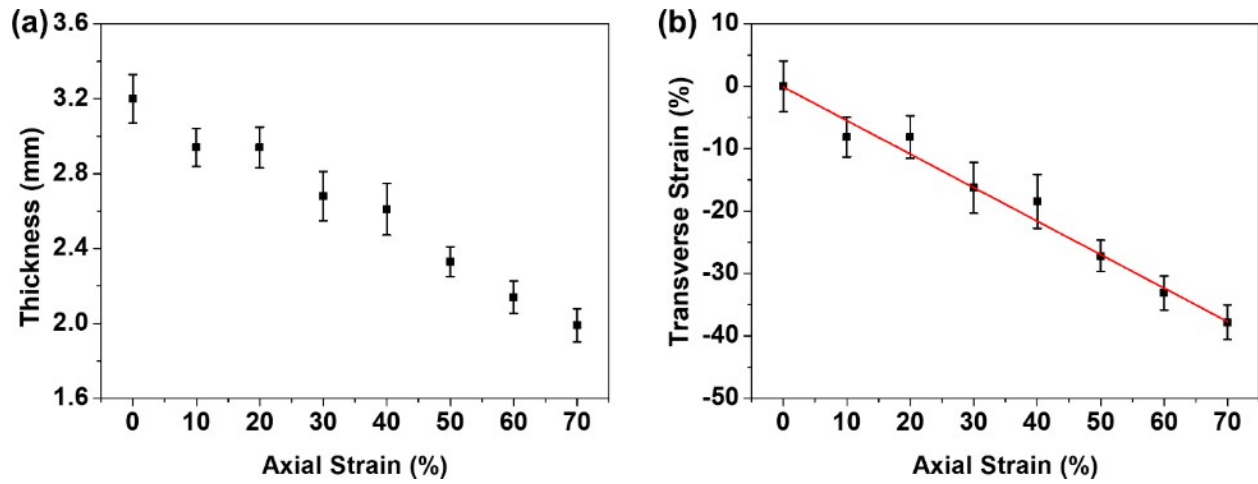 (a)
Thickness (mm)
3.6
3.2
2.8
2.4
2.0
1.6
0 10 20 30 40 50 60 70
Axial Strain (%)
(b)
Transverse Strain (%)
10
0
-10
-20
-30
-40
-50
0 10 20 30 40 50 60 70
Axial Strain (%)